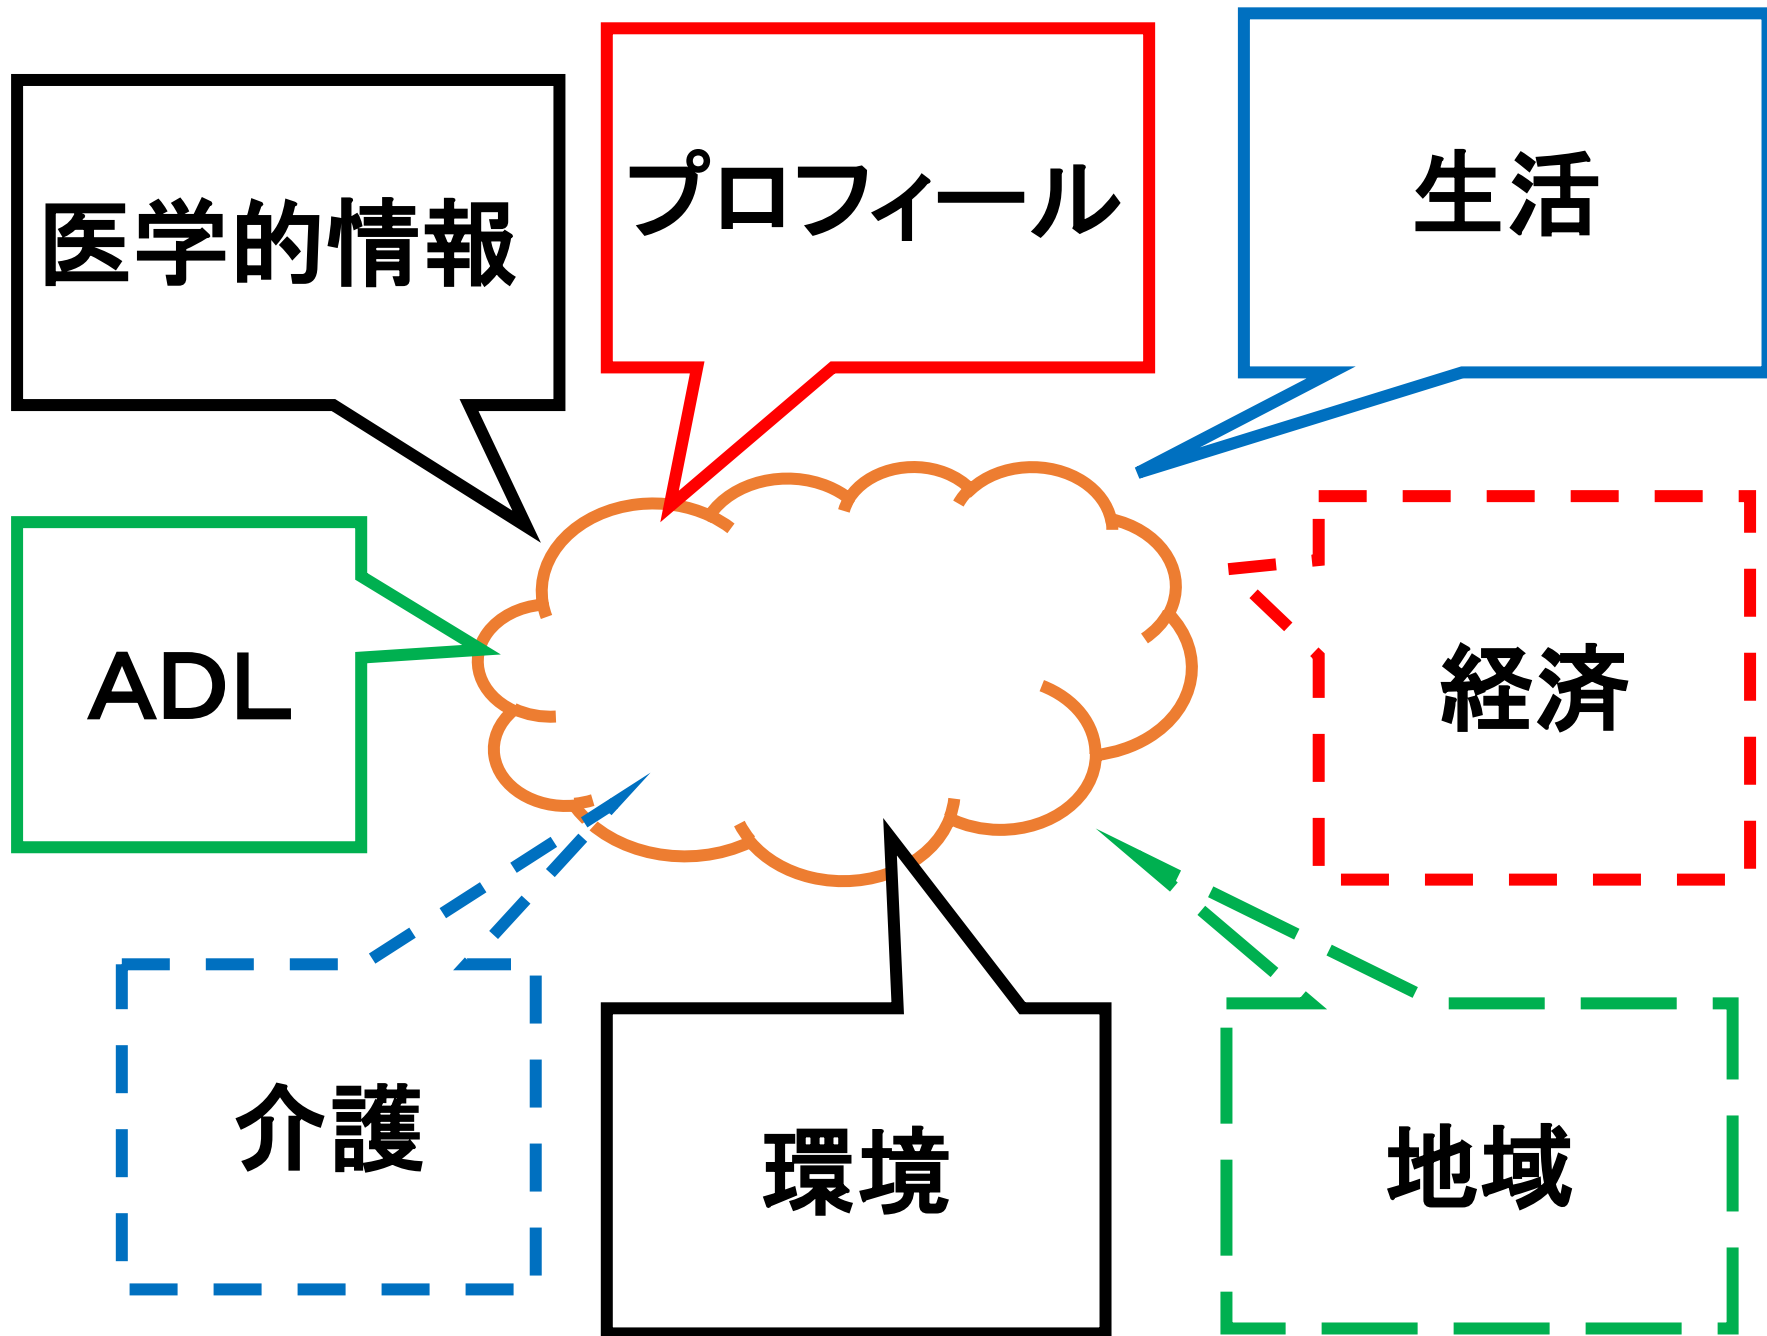 医学的情報
プロフィール
生活
ADL
経済
介護
環境
地域